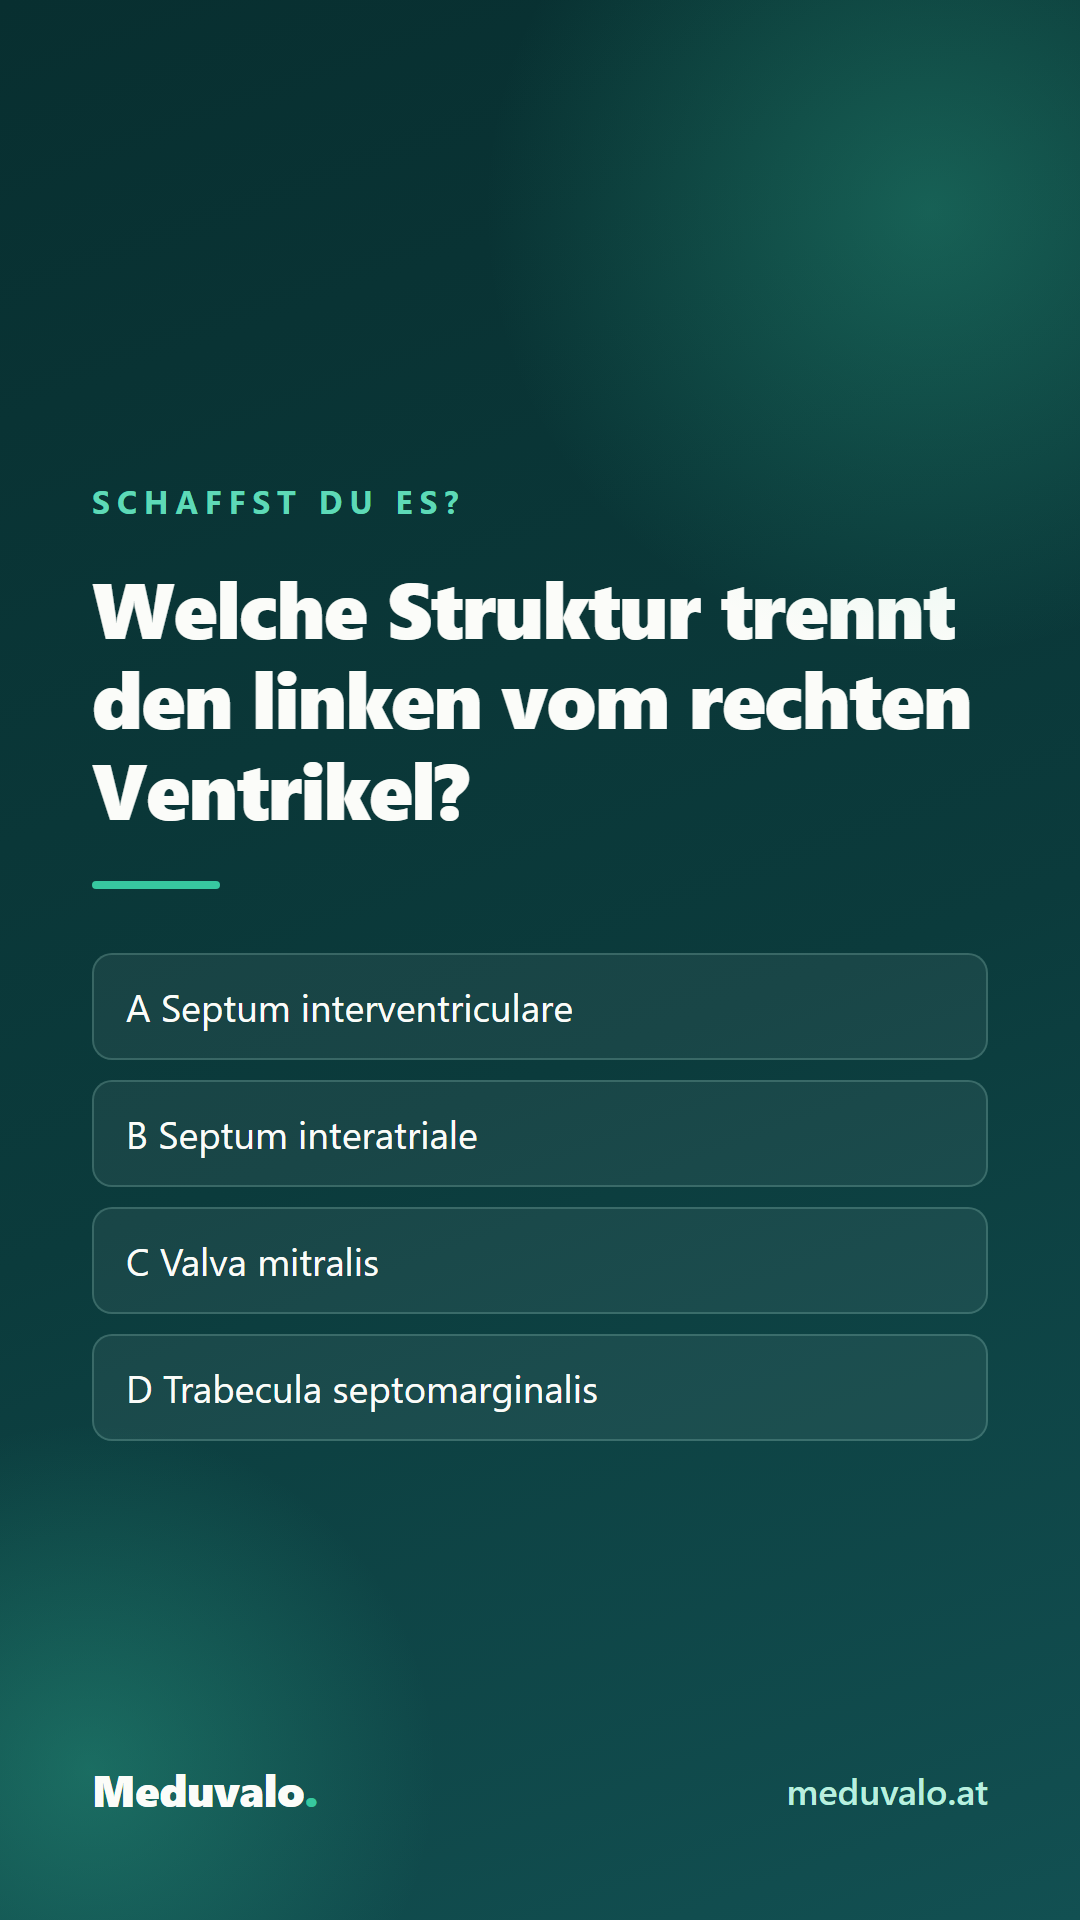 SCHAFFST DU ES?
Welche Struktur trennt
den linken vom rechten
Ventrikel?
A Septum interventriculare
B Septum interatriale
C Valva mitralis
D Trabecula septomarginalis
Meduvalo.
meduvalo.at